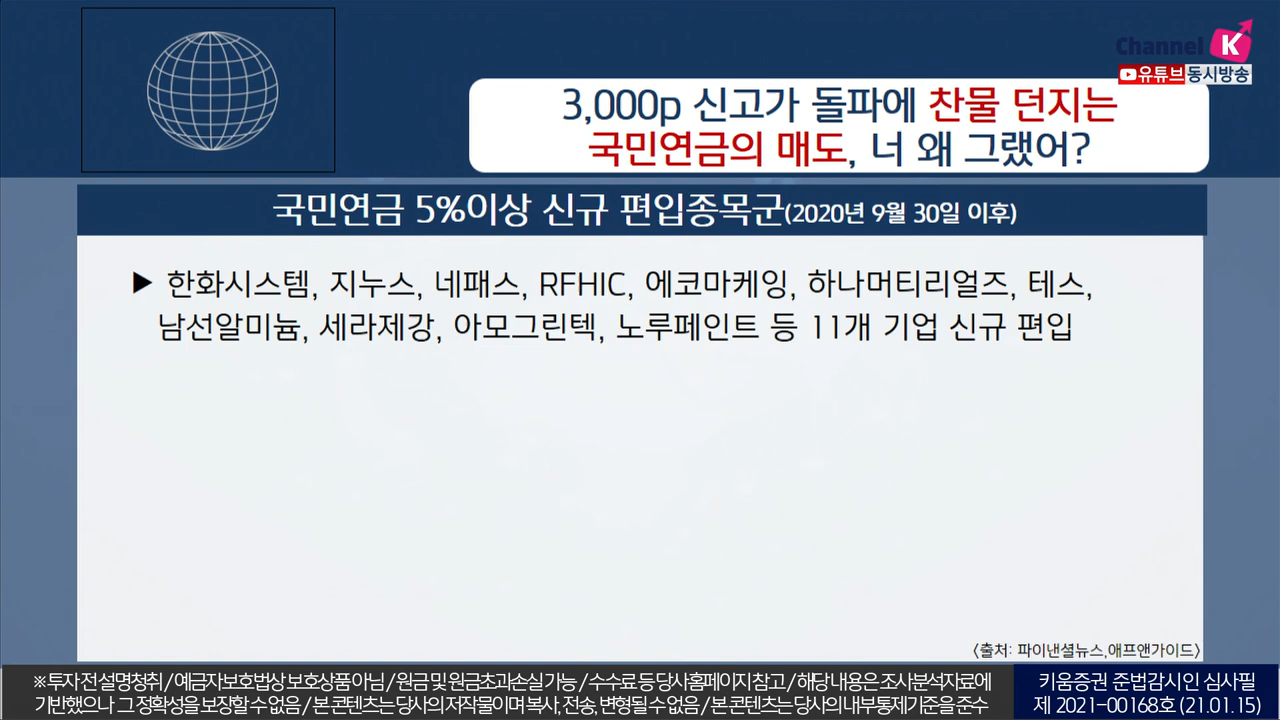 Channel K
유튜브동시방송
3,000p 신고가 돌파에 찬물 던지는
국민연금의 매도, 너 왜 그랬어?
국민연금 5%이상 신규 편입종목군(2020년 9월 30일 이후)
▶ 한화시스템, 지누스, 네패스, RFHIC, 에코마케잉, 하나머티리얼즈, 테스,
남선알미늄, 세라제강, 아모그린텍, 노루페인트 등 11개 기업 신규 편입
〈출처: 파이낸셜뉴스,애프앤가이드〉
※ 투자 전 설명청취 / 예금자보호법상 보호상품 아님 / 원금 및 원금초과손실 가능 / 수수료 등 당사홈페이지 참고 / 해당 내용은 조사분석자료에
기반했으나 그 정확성을 보장할 수 없음 / 본 콘텐츠는 당사의 저작물이며 복사, 전송, 변형될 수 없음 / 본 콘텐츠는 당사의 내부통제기준을 준수
키움증권 준법감시인 심사필
제 2021-00168호 (21.01.15)